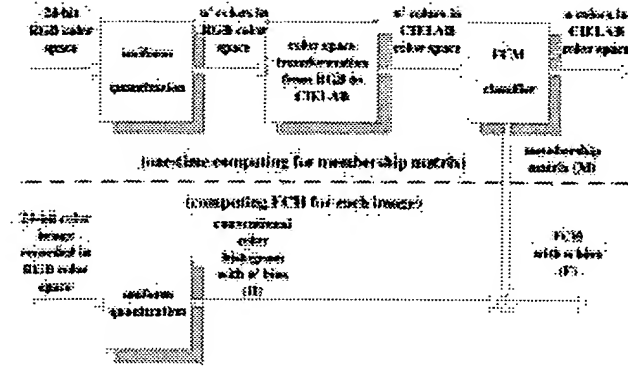 24-bit
RGB color
space
n' colors in
RGB color
space
n' colors in
CIELAB
color space
n colors in
CIELAB
color space
uniform
quantization
color space
transformation
from RGB to
CIELAB
FCM
classifier
(one-time computing for membership matrix)
membership
matrix (M)
(computing FCH for each image)
24-bit color
image
recorded in
RGB color
space
conventional
color
histogram
with n' bins
(H)
FCM
with n bins
(F)
uniform
quantization